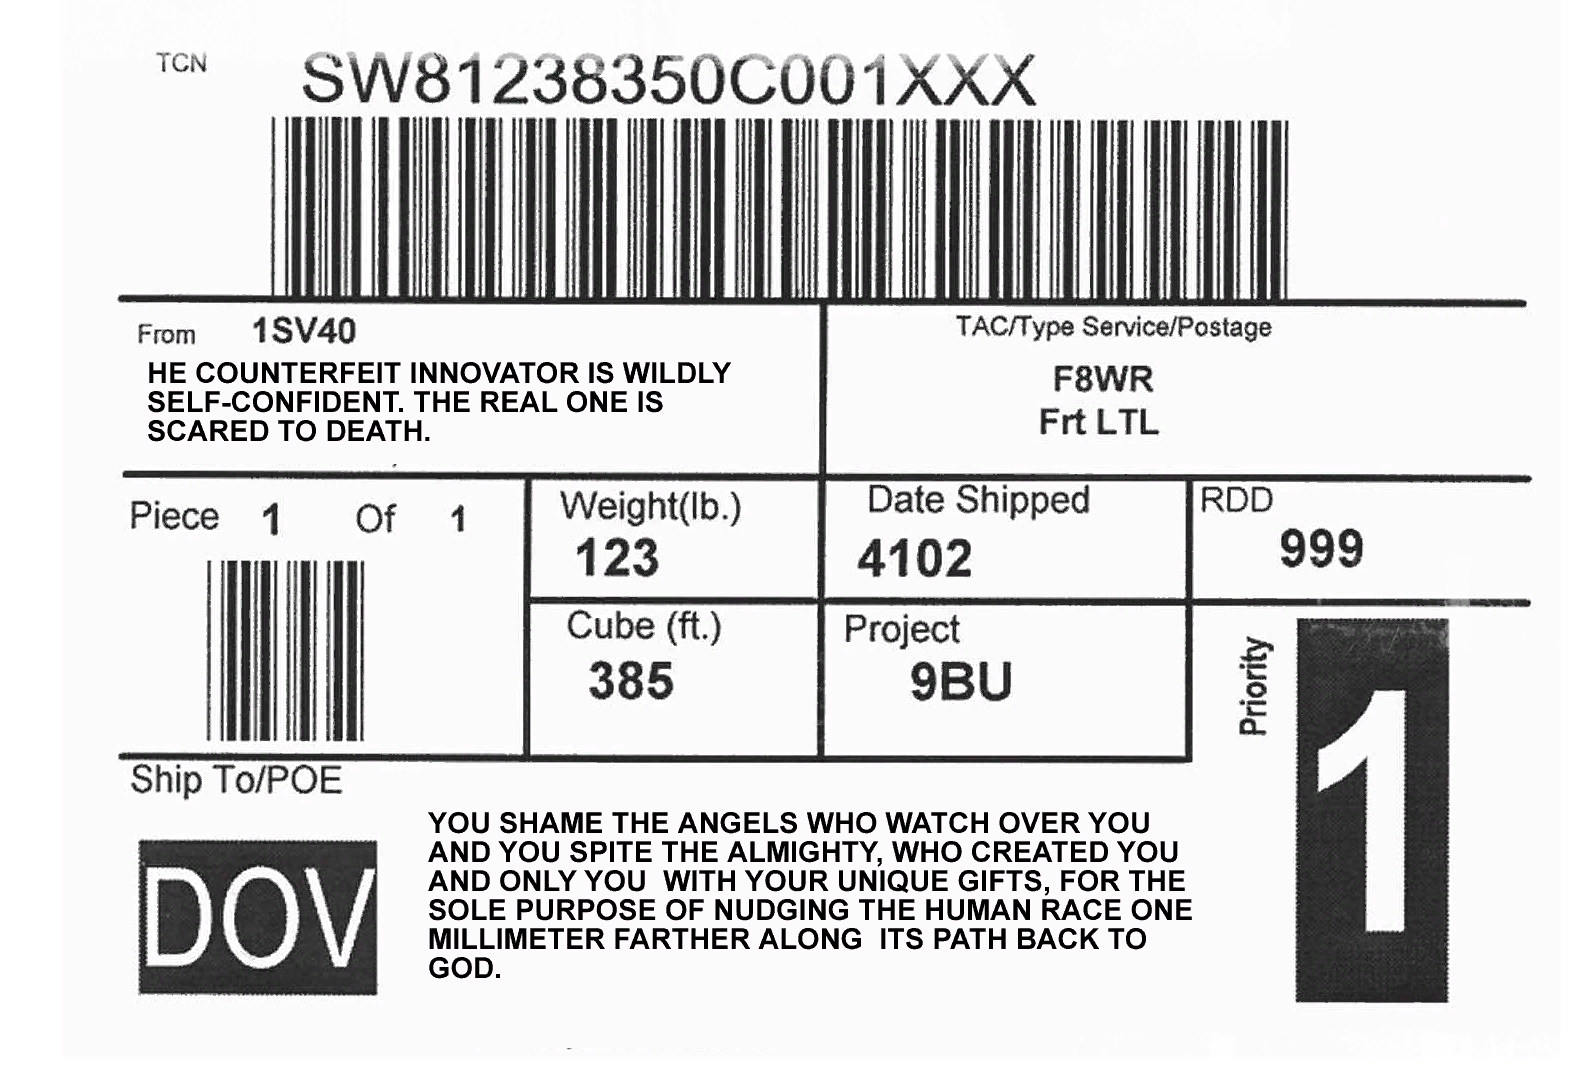 TCN SW81238350C001XXX
From 1SV40
HE COUNTERFEIT INNOVATOR IS WILDLY
SELF-CONFIDENT. THE REAL ONE IS
SCARED TO DEATH.
TAC/Type Service/Postage
F8WR
Frt LTL
Piece 1 Of 1
Weight(lb.)
123
Date Shipped
4102
RDD
999
Cube (ft.)
385
Project
9BU
Priority
1
Ship To/POE
DOV
YOU SHAME THE ANGELS WHO WATCH OVER YOU
AND YOU SPITE THE ALMIGHTY, WHO CREATED YOU
AND ONLY YOU  WITH YOUR UNIQUE GIFTS, FOR THE
SOLE PURPOSE OF NUDGING THE HUMAN RACE ONE
MILLIMETER FARTHER ALONG  ITS PATH BACK TO
GOD.